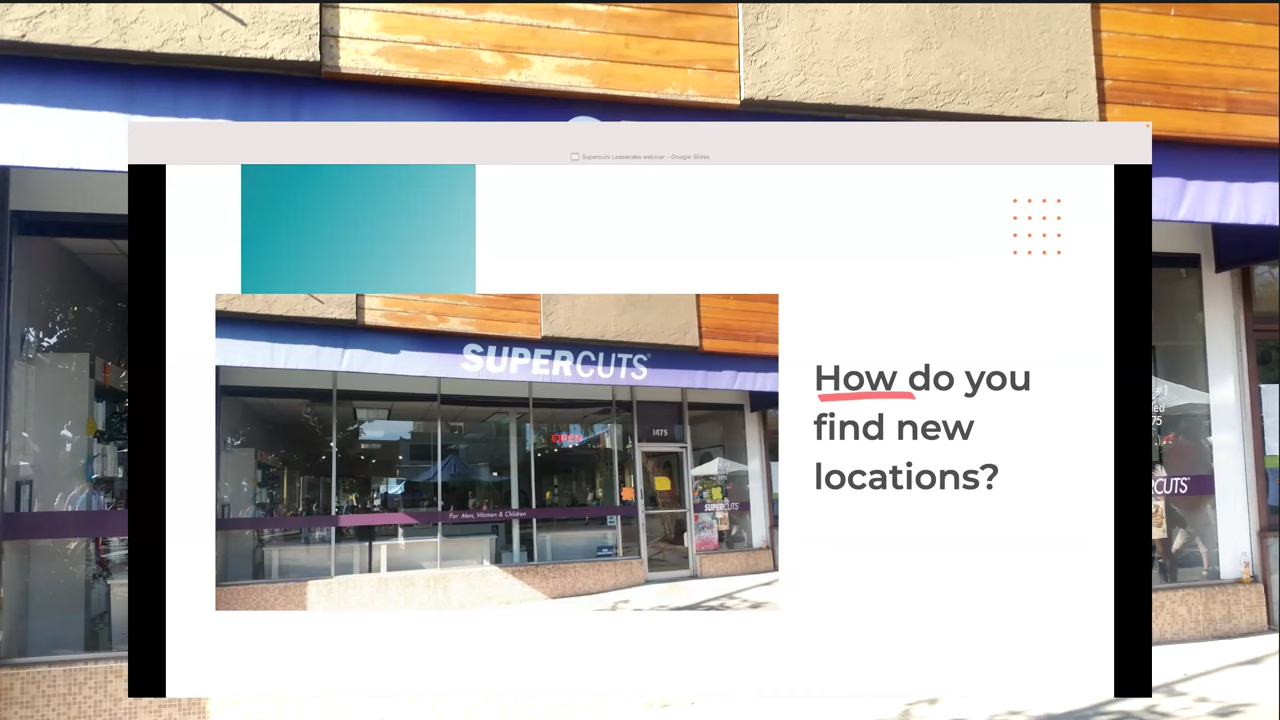 Supercuts Leasecake webinar - Google Slides
SUPERCUTS®
OPEN
1475
For Men, Women & Children
SUPERCUTS
How do you
find new
locations?
75
CUTS®